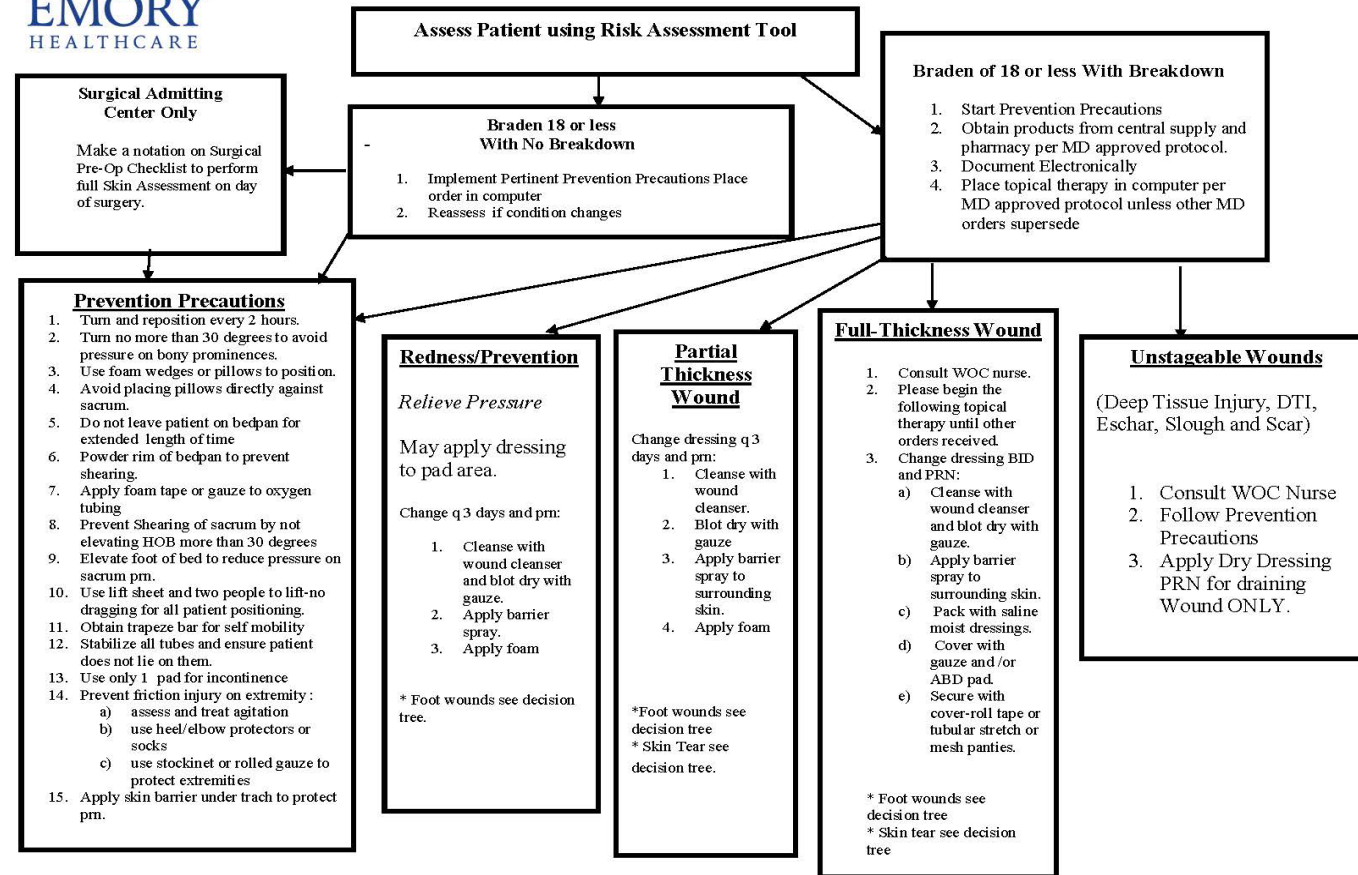 EMORY
HEALTHCARE
Assess Patient using Risk Assessment Tool
Surgical Admitting
Center Only
Make a notation on Surgical
Pre-Op Checklist to perform
full Skin Assessment on day
of surgery.
Braden 18 or less
- With No Breakdown
1. Implement Pertinent Prevention Precautions Place
order in computer
2. Reassess if condition changes
Braden of 18 or less With Breakdown
1. Start Prevention Precautions
2. Obtain products from central supply and
pharmacy per MD approved protocol.
3. Document Electronically
4. Place topical therapy in computer per
MD approved protocol unless other MD
orders supersede
Prevention Precautions
1. Turn and reposition every 2 hours.
2. Turn no more than 30 degrees to avoid
pressure on bony prominences.
3. Use foam wedges or pillows to position.
4. Avoid placing pillows directly against
sacrum.
5. Do not leave patient on bedpan for
extended length of time
6. Powder rim of bedpan to prevent
shearing.
7. Apply foam tape or gauze to oxygen
tubing
8. Prevent Shearing of sacrum by not
elevating HOB more than 30 degrees
9. Elevate foot of bed to reduce pressure on
sacrum prn.
10. Use lift sheet and two people to lift-no
dragging for all patient positioning.
11. Obtain trapeze bar for self mobility
12. Stabilize all tubes and ensure patient
does not lie on them.
13. Use only 1 pad for incontinence
14. Prevent friction injury on extremity :
a) assess and treat agitation
b) use heel/elbow protectors or
socks
c) use stockinet or rolled gauze to
protect extremities
15. Apply skin barrier under trach to protect
prn.
Redness/Prevention
Relieve Pressure
May apply dressing
to pad area.
Change q 3 days and prn:
1. Cleanse with
wound cleanser
and blot dry with
gauze.
2. Apply barrier
spray.
3. Apply foam
* Foot wounds see decision
tree.
Partial
Thickness
Wound
Change dressing q 3
days and prn:
1. Cleanse with
wound
cleanser.
2. Blot dry with
gauze
3. Apply barrier
spray to
surrounding
skin.
4. Apply foam
*Foot wounds see
decision tree
* Skin Tear see
decision tree.
Full-Thickness Wound
1. Consult WOC nurse.
2. Please begin the
following topical
therapy until other
orders received.
3. Change dressing BID
and PRN:
a) Cleanse with
wound cleanser
and blot dry with
gauze.
b) Apply barrier
spray to
surrounding skin.
c) Pack with saline
moist dressings.
d) Cover with
gauze and /or
ABD pad.
e) Secure with
cover-roll tape or
tubular stretch or
mesh panties.
* Foot wounds see
decision tree
* Skin tear see decision
tree
Unstageable Wounds
(Deep Tissue Injury, DTI,
Eschar, Slough and Scar)
1. Consult WOC Nurse
2. Follow Prevention
Precautions
3. Apply Dry Dressing
PRN for draining
Wound ONLY.